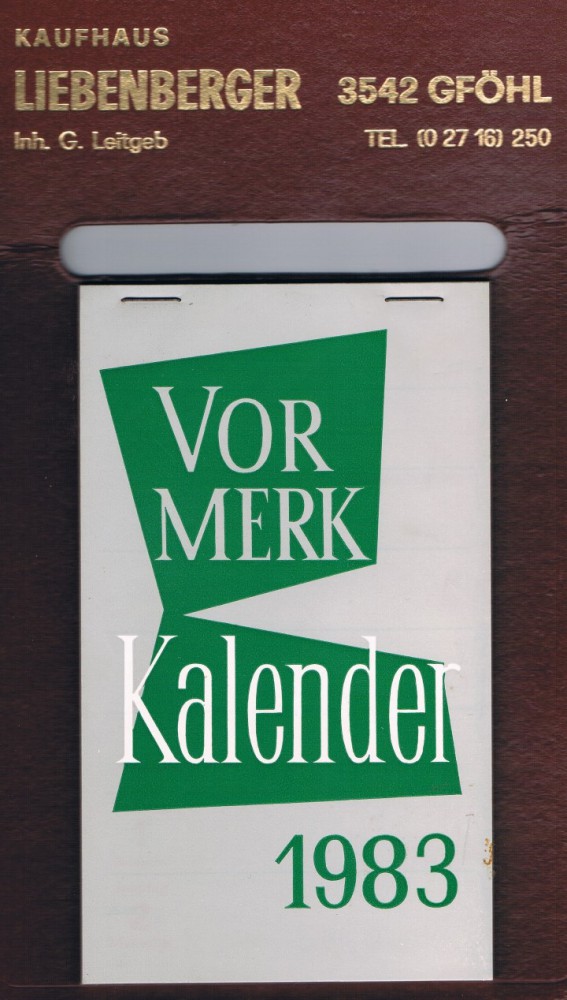 KAUFHAUS
LIEBENBERGER 3542 GFÖHL
Inh. G. Leitgeb TEL. (0 27 16) 250
VOR
MERK
Kalender
1983